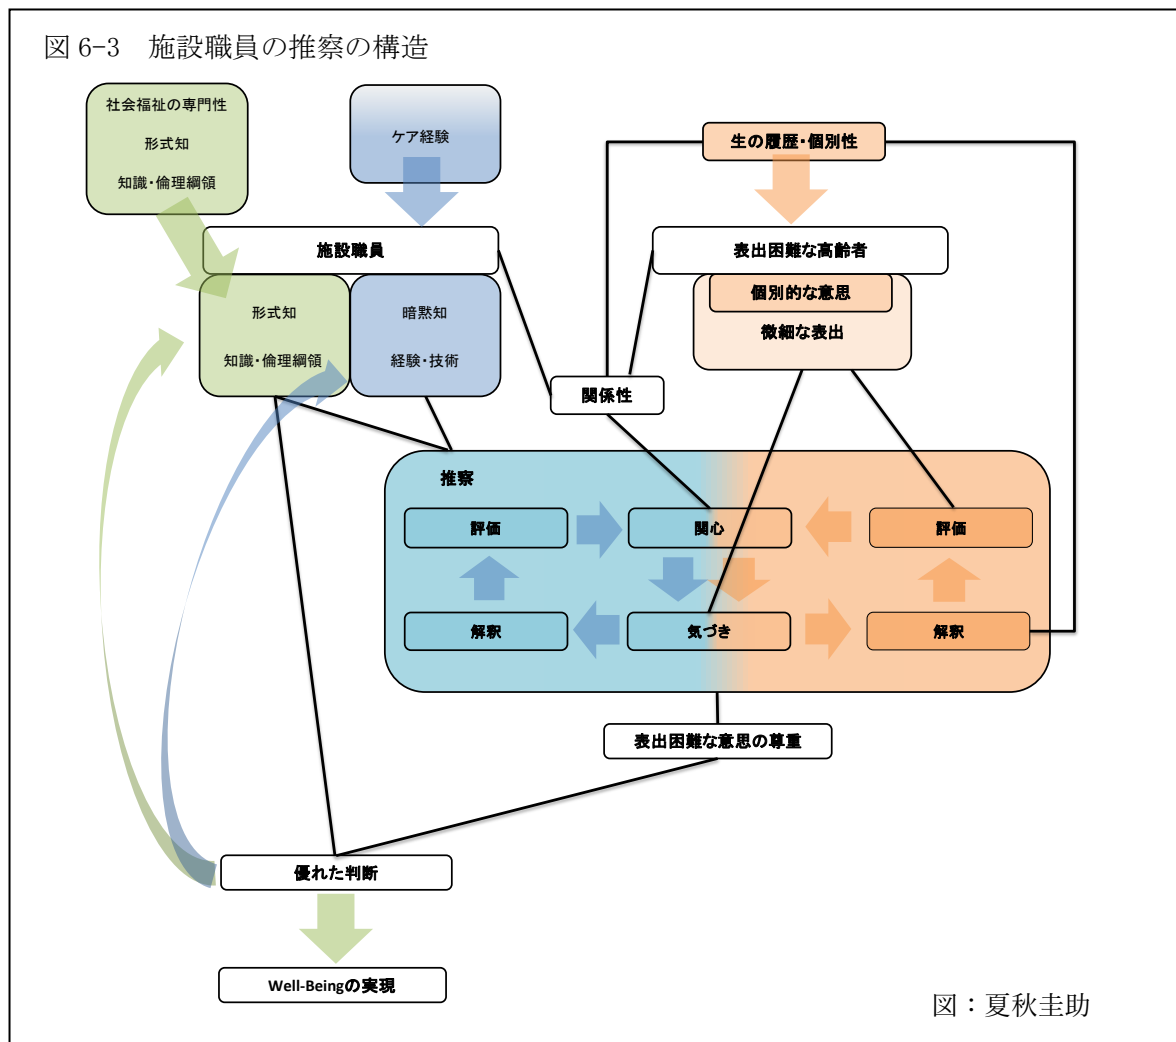 図 6-3　施設職員の推察の構造
社会福祉の専門性
形式知
知識・倫理綱領
ケア経験
生の履歴・個別性
施設職員
表出困難な高齢者
形式知
知識・倫理綱領
暗黙知
経験・技術
個別的な意思
微細な表出
関係性
推察
評価
関心
評価
解釈
気づき
解釈
表出困難な意思の尊重
優れた判断
Well-Beingの実現
図：夏秋圭助